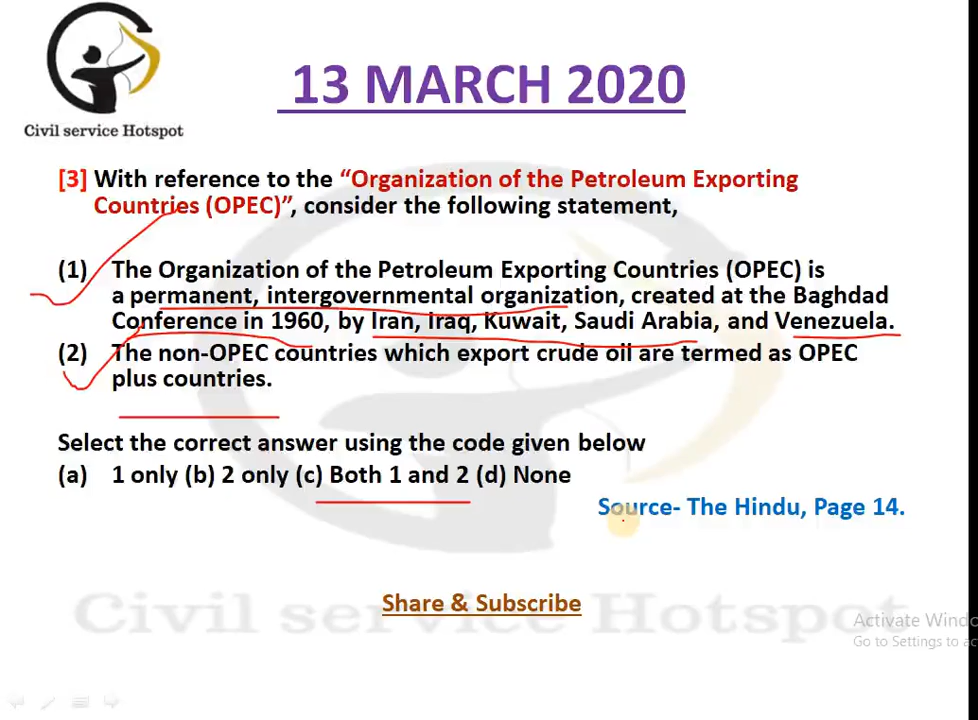 13 MARCH 2020
Civil service Hotspot
[3] With reference to the “Organization of the Petroleum Exporting
Countries (OPEC)”, consider the following statement,
(1) The Organization of the Petroleum Exporting Countries (OPEC) is
a permanent, intergovernmental organization, created at the Baghdad
Conference in 1960, by Iran, Iraq, Kuwait, Saudi Arabia, and Venezuela.
(2) The non-OPEC countries which export crude oil are termed as OPEC
plus countries.
Select the correct answer using the code given below
(a) 1 only (b) 2 only (c) Both 1 and 2 (d) None
Source- The Hindu, Page 14.
Share & Subscribe
Civil service Hotspot
Activate Windo
Go to Settings to ac